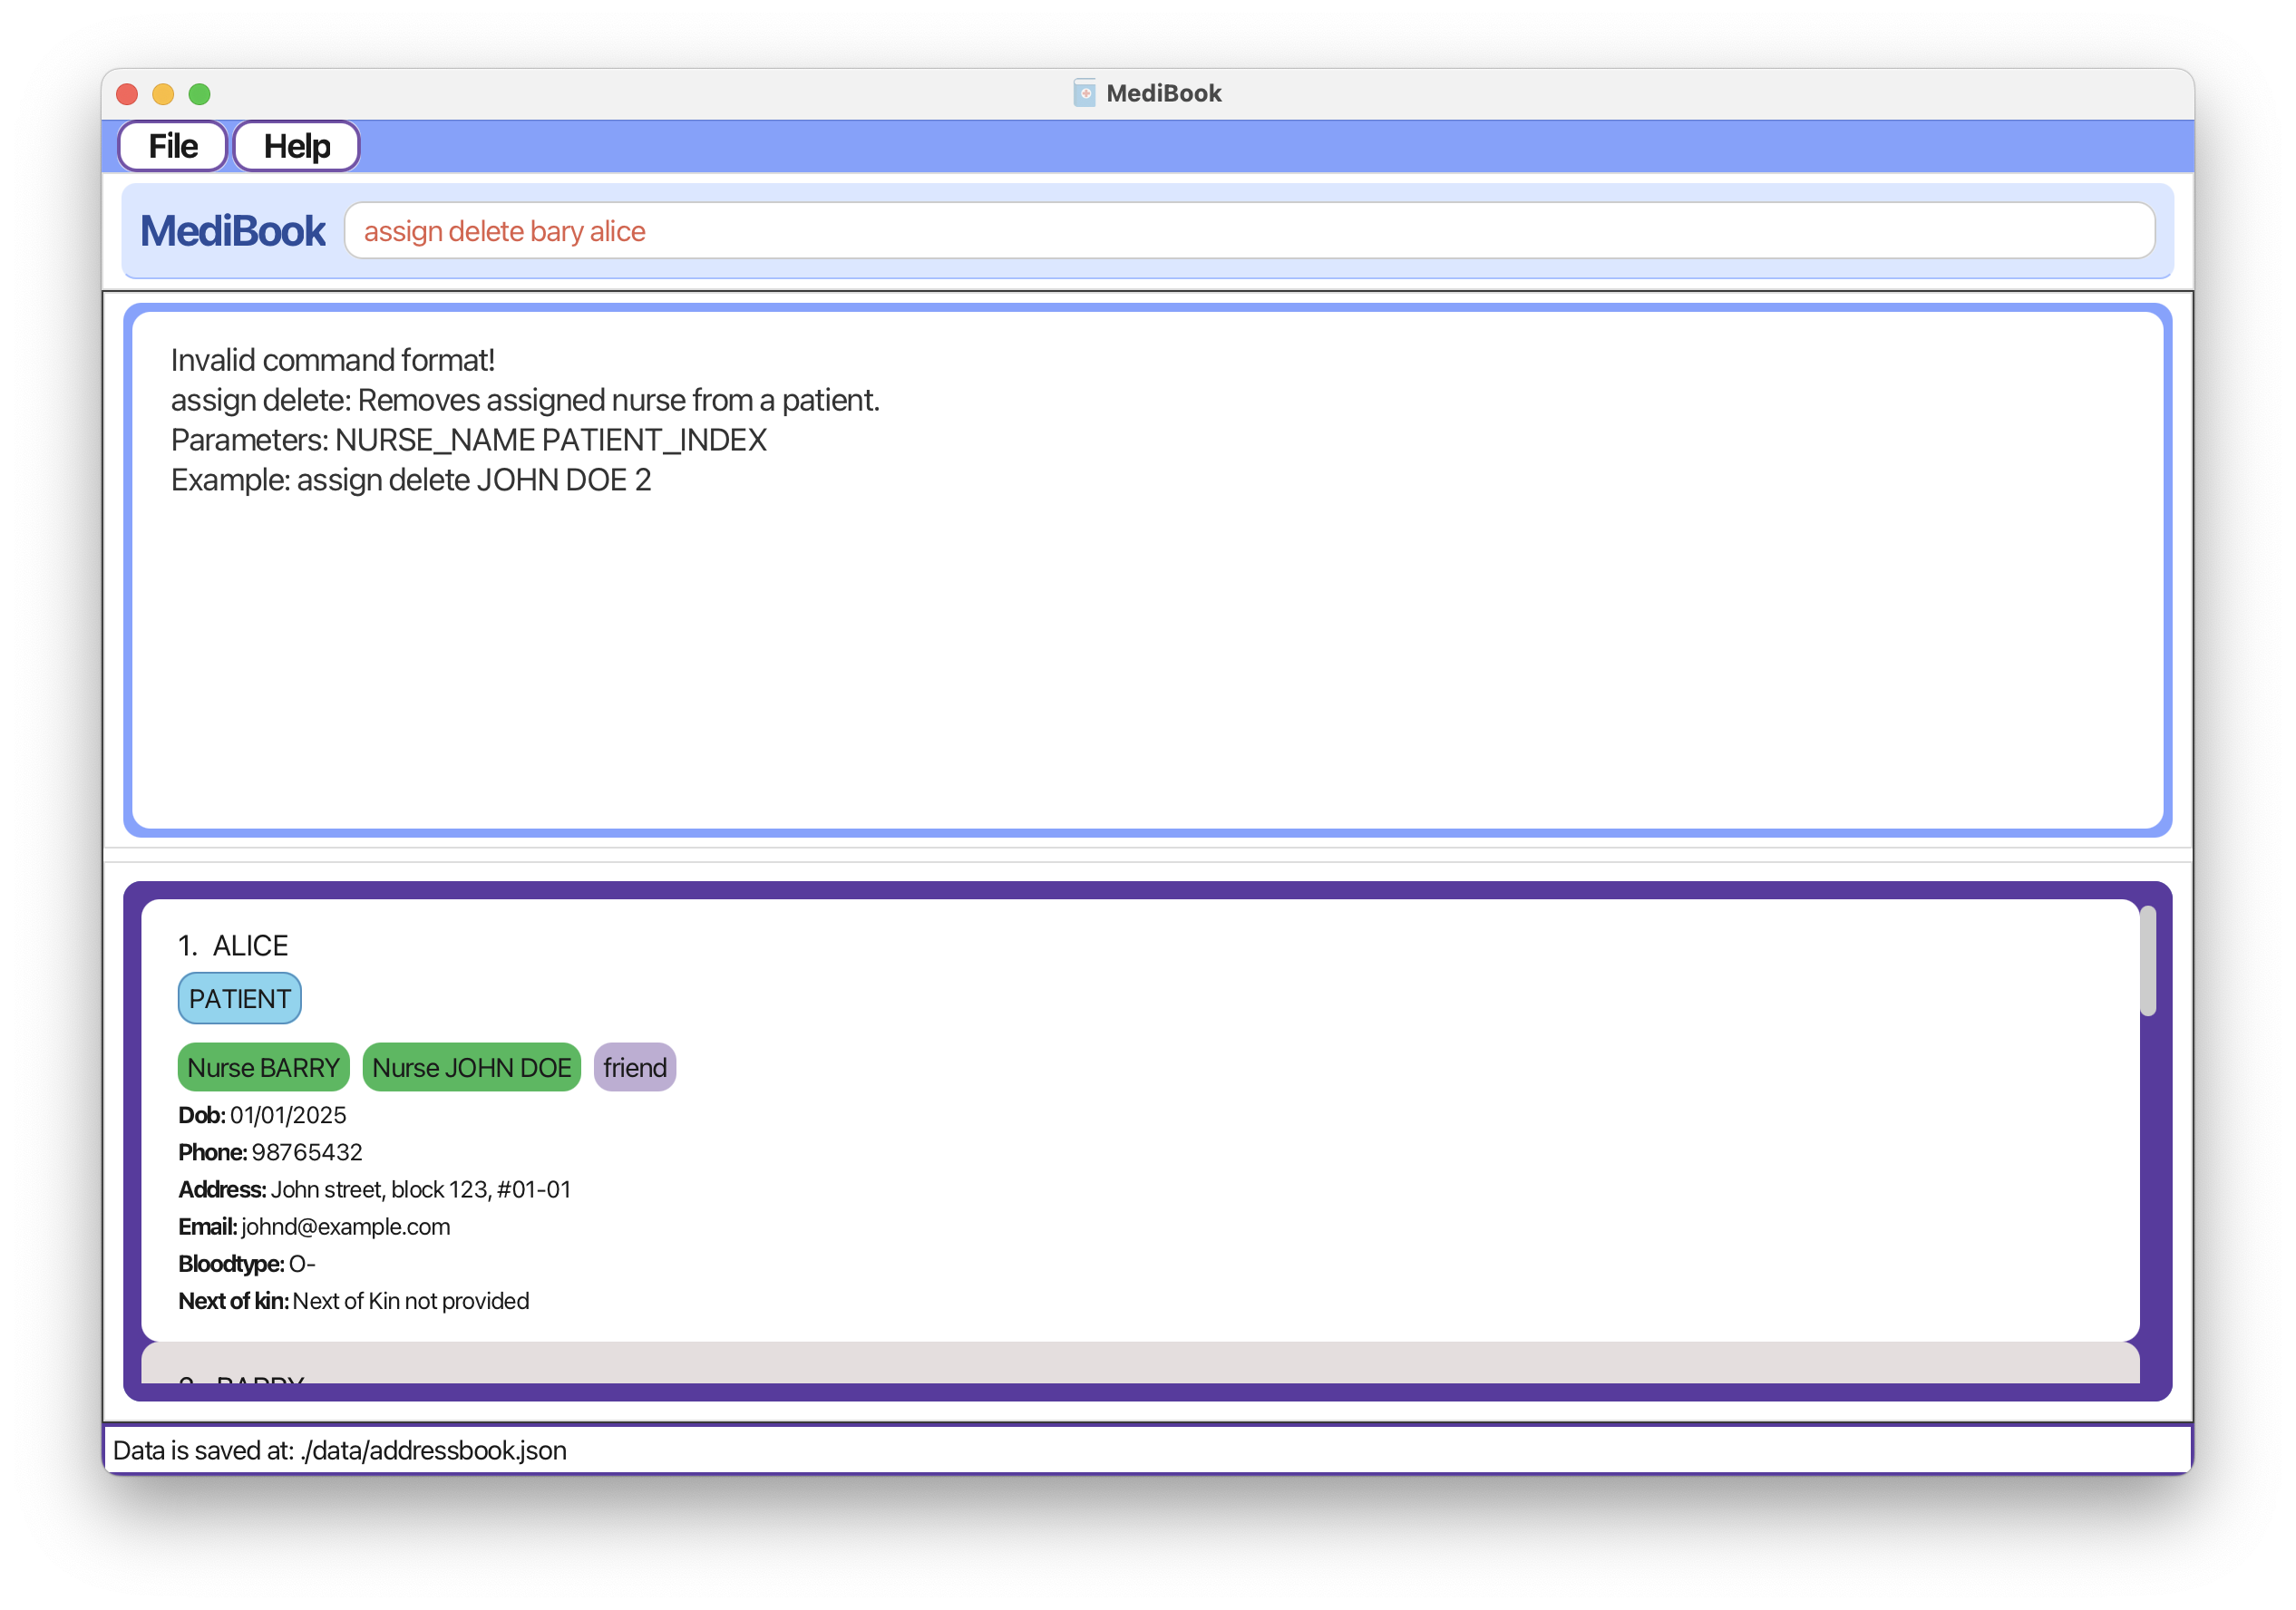 MediBook
File Help
MediBook assign delete bary alice
Invalid command format!
assign delete: Removes assigned nurse from a patient.
Parameters: NURSE_NAME PATIENT_INDEX
Example: assign delete JOHN DOE 2
1. ALICE
PATIENT
Nurse BARRY Nurse JOHN DOE friend
Dob: 01/01/2025
Phone: 98765432
Address: John street, block 123, #01-01
Email: johnd@example.com
Bloodtype: O-
Next of kin: Next of Kin not provided
2. BARRY
Data is saved at: ./data/addressbook.json